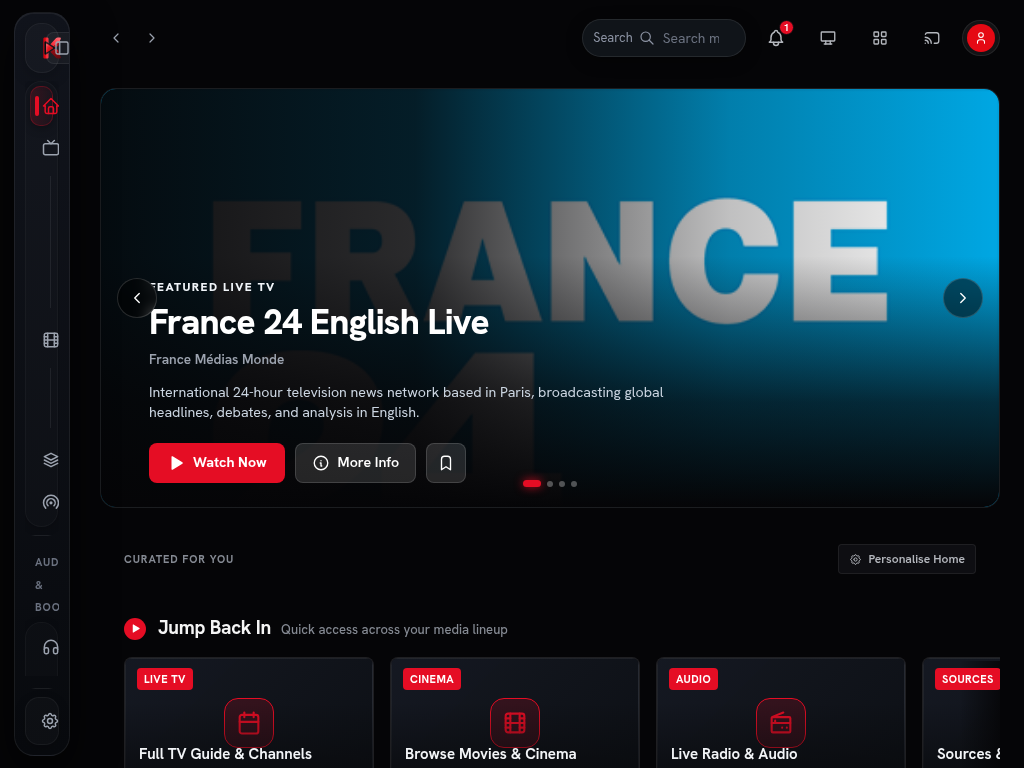 Search
Search m
1
FRANCE
24
FEATURED LIVE TV
France 24 English Live
France Médias Monde
International 24-hour television news network based in Paris, broadcasting global
headlines, debates, and analysis in English.
Watch Now
More Info
CURATED FOR YOU
Personalise Home
AUD
&
BOO
Jump Back In
Quick access across your media lineup
LIVE TV
Full TV Guide & Channels
CINEMA
Browse Movies & Cinema
AUDIO
Live Radio & Audio
SOURCES
Sources &